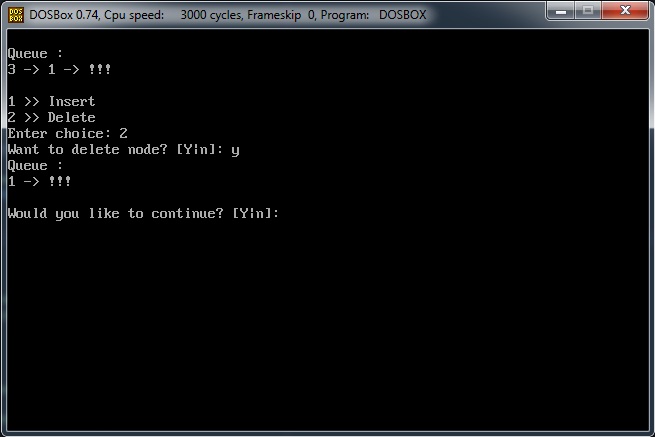 DOS
BOX
DOSBox 0.74, Cpu speed: 3000 cycles, Frameskip 0, Program: DOSBOX
Queue :
3 -> 1 -> !!!
1 >> Insert
2 >> Delete
Enter choice: 2
Want to delete node? [Y|n]: y
Queue :
1 -> !!!
Would you like to continue? [Y|n]: